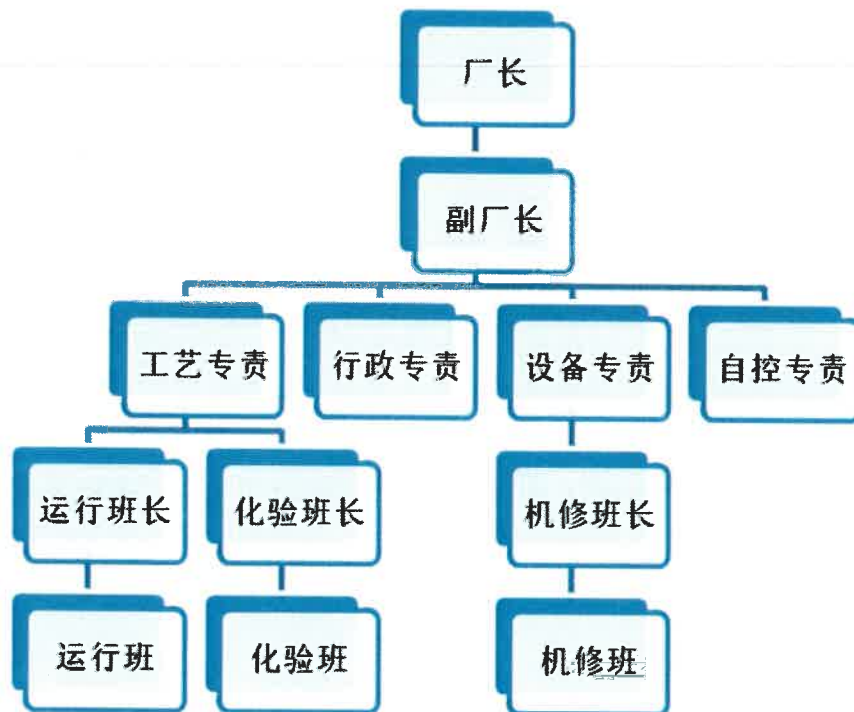 厂长
副厂长
工艺专责
行政专责
设备专责
自控专责
运行班长
化验班长
机修班长
运行班
化验班
机修班